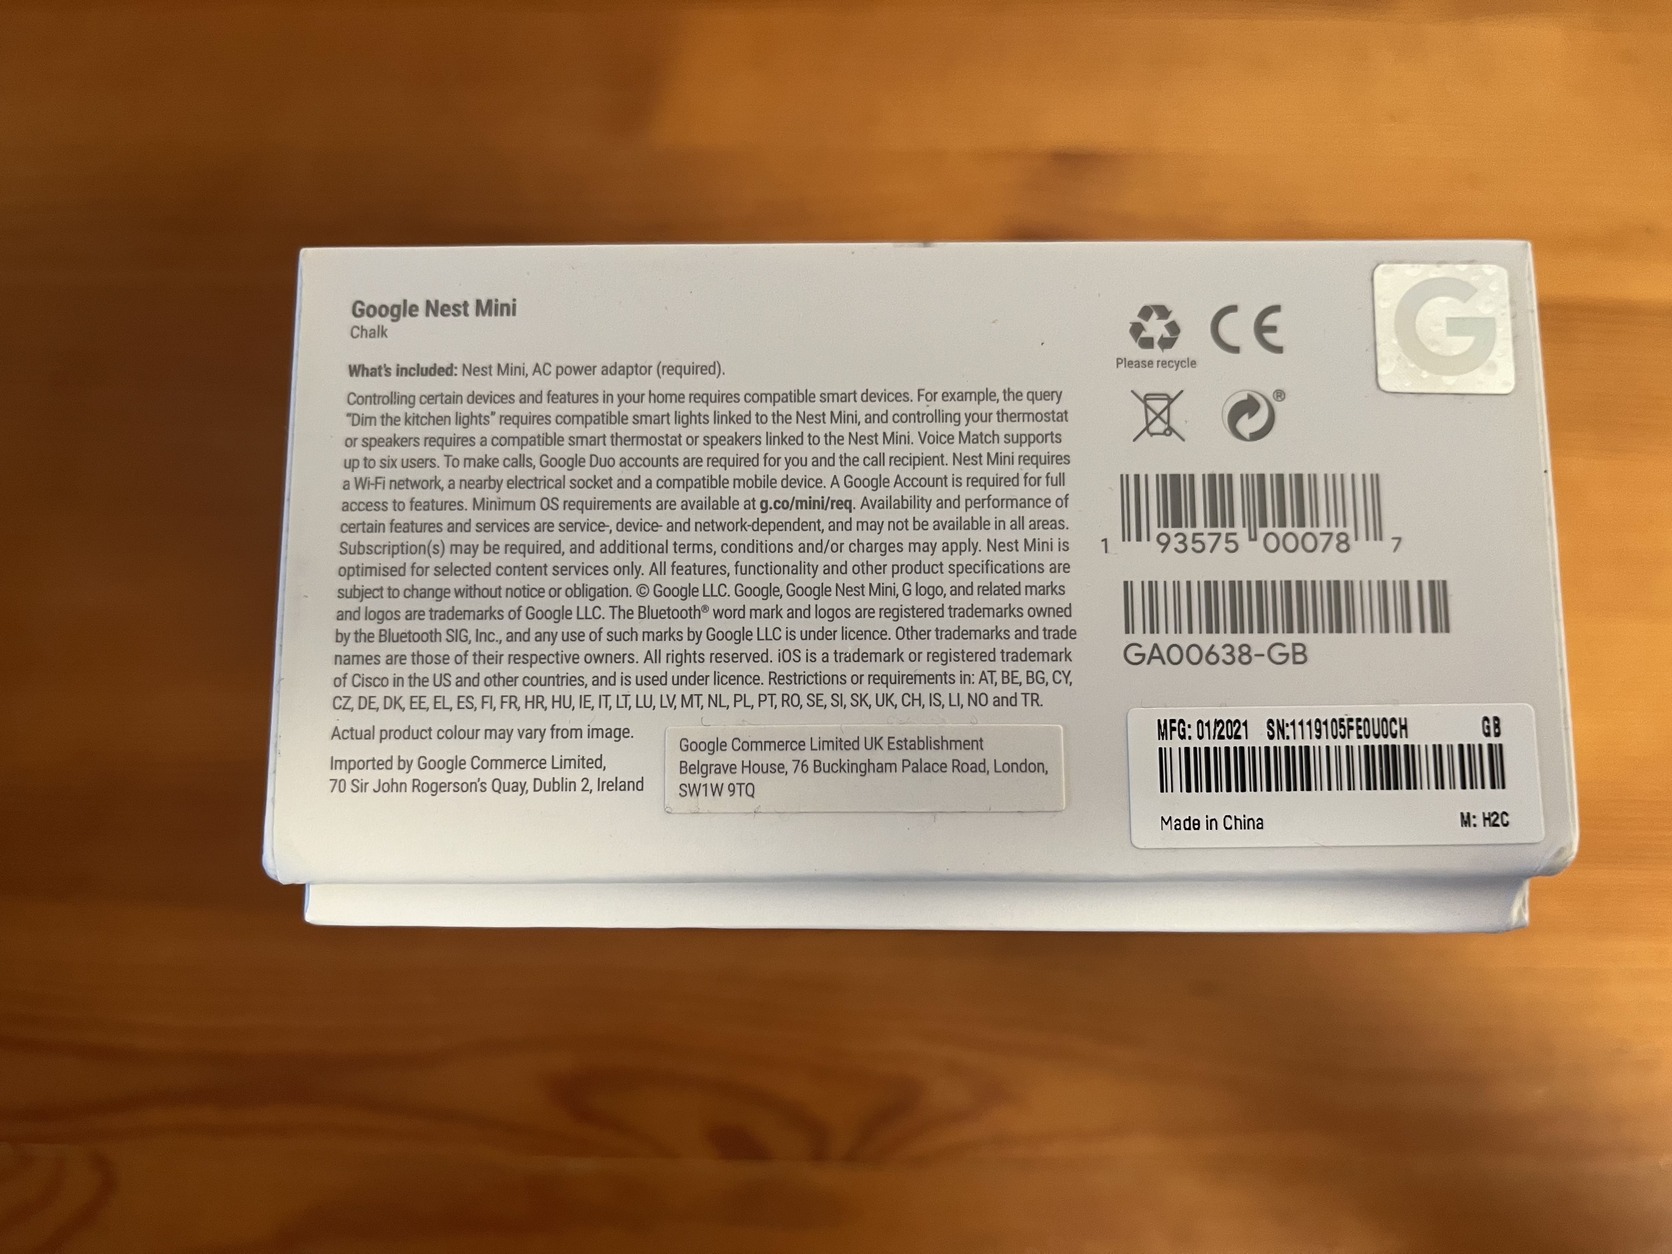 Google Nest Mini
Chalk
What's included: Nest Mini, AC power adaptor (required).
Controlling certain devices and features in your home requires compatible smart devices. For example, the query
"Dim the kitchen lights" requires compatible smart lights linked to the Nest Mini, and controlling your thermostat
or speakers requires a compatible smart thermostat or speakers linked to the Nest Mini. Voice Match supports
up to six users. To make calls, Google Duo accounts are required for you and the call recipient. Nest Mini requires
a Wi-Fi network, a nearby electrical socket and a compatible mobile device. A Google Account is required for full
access to features. Minimum OS requirements are available at g.co/mini/req. Availability and performance of
certain features and services are service-, device- and network-dependent, and may not be available in all areas.
Subscription(s) may be required, and additional terms, conditions and/or charges may apply. Nest Mini is
optimised for selected content services only. All features, functionality and other product specifications are
subject to change without notice or obligation. © Google LLC. Google, Google Nest Mini, G logo, and related marks
and logos are trademarks of Google LLC. The Bluetooth® word mark and logos are registered trademarks owned
by the Bluetooth SIG, Inc., and any use of such marks by Google LLC is under licence. Other trademarks and trade
names are those of their respective owners. All rights reserved. iOS is a trademark or registered trademark
of Cisco in the US and other countries, and is used under licence. Restrictions or requirements in: AT, BE, BG, CY,
CZ, DE, DK, EE, EL, ES, FI, FR, HR, HU, IE, IT, LT, LU, LV, MT, NL, PL, PT, RO, SE, SI, SK, UK, CH, IS, LI, NO and TR.
Actual product colour may vary from image.
Imported by Google Commerce Limited,
70 Sir John Rogerson's Quay, Dublin 2, Ireland
Google Commerce Limited UK Establishment
Belgrave House, 76 Buckingham Palace Road, London,
SW1W 9TQ
Please recycle
CE
®
G
1 93575 00078 7
GA00638-GB
MFG: 01/2021 SN:1119105FE0U0CH GB
Made in China M: H2C